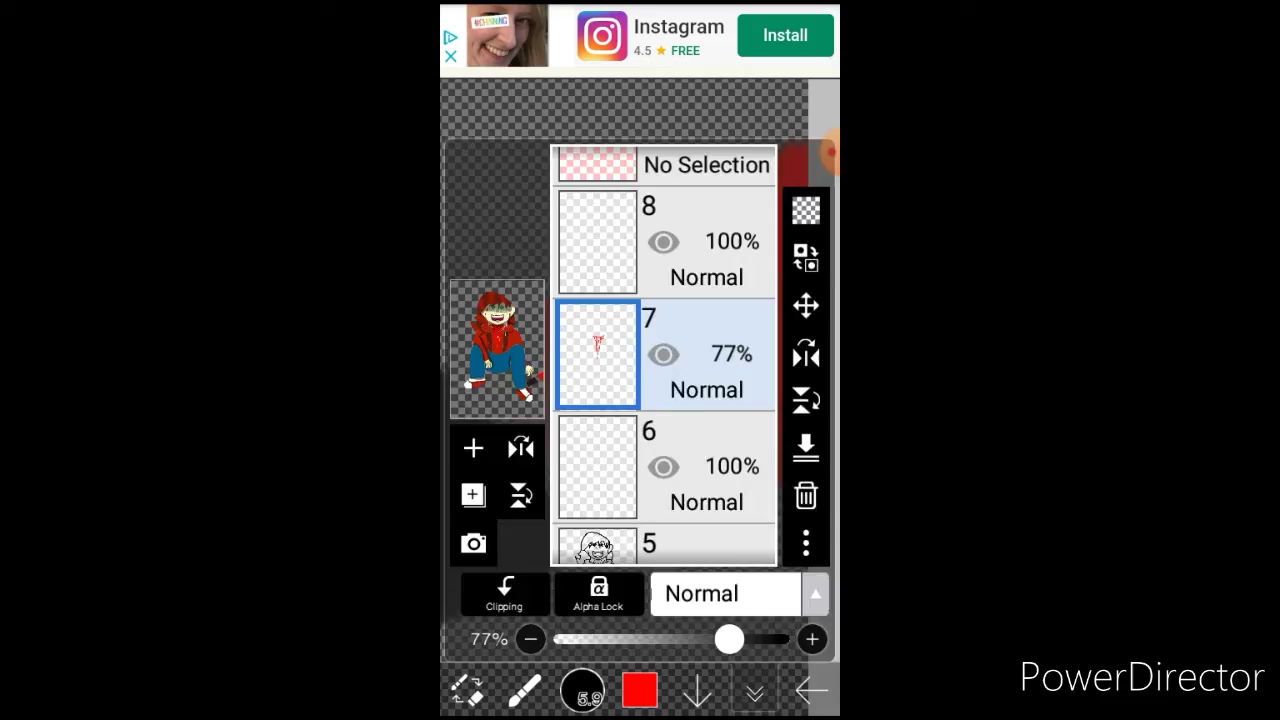 #CHINNING
Instagram
4.5 ★ FREE
Install
No Selection
8
100%
Normal
7
77%
Normal
6
100%
Normal
5
Clipping
α
Alpha Lock
Normal
77%
5.9
PowerDirector